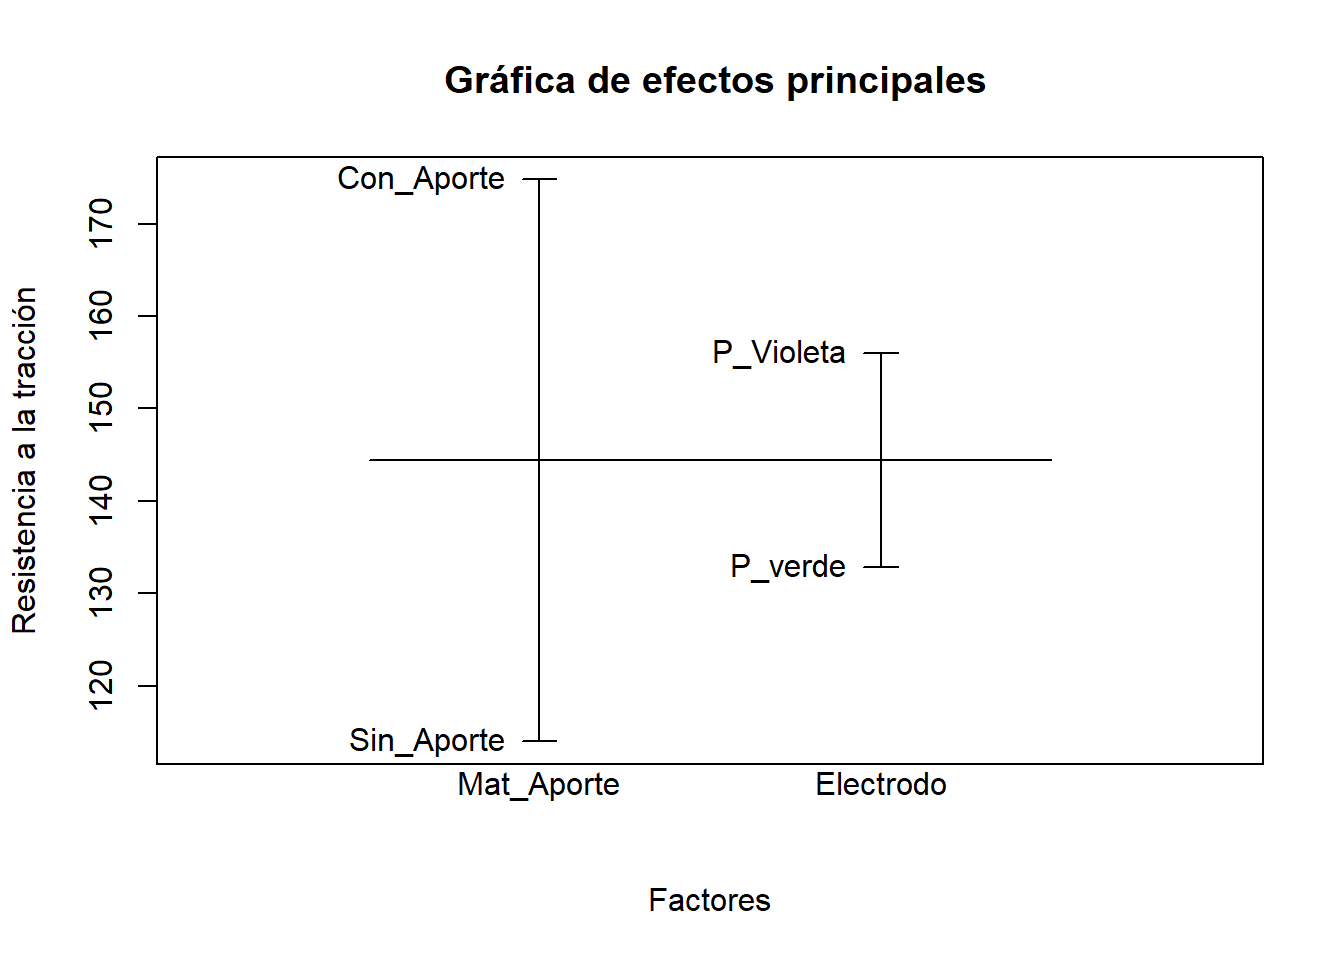 Gráfica de efectos principales
Resistencia a la tracción
170
160
150
140
130
120
Con_Aporte
P_Violeta
P_verde
Sin_Aporte
Mat_Aporte
Electrodo
Factores